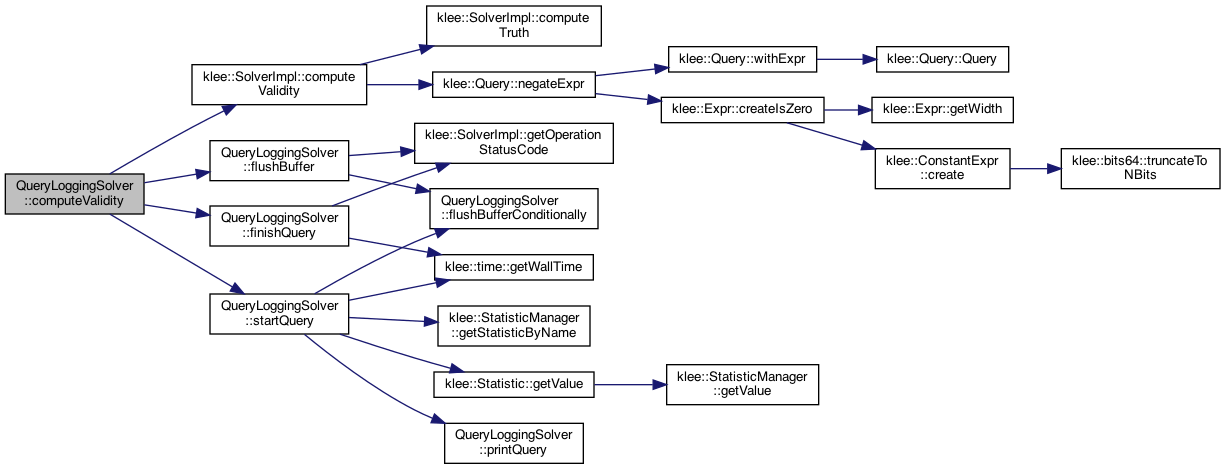 klee::SolverImpl::compute
Truth
klee::SolverImpl::compute
Validity
klee::Query::withExpr
klee::Query::Query
klee::Query::negateExpr
klee::Expr::createIsZero
klee::Expr::getWidth
klee::SolverImpl::getOperation
StatusCode
QueryLoggingSolver
::flushBuffer
klee::ConstantExpr
::create
klee::bits64::truncateTo
NBits
QueryLoggingSolver
::computeValidity
QueryLoggingSolver
::flushBufferConditionally
QueryLoggingSolver
::finishQuery
klee::time::getWallTime
QueryLoggingSolver
::startQuery
klee::StatisticManager
::getStatisticByName
klee::Statistic::getValue
klee::StatisticManager
::getValue
QueryLoggingSolver
::printQuery